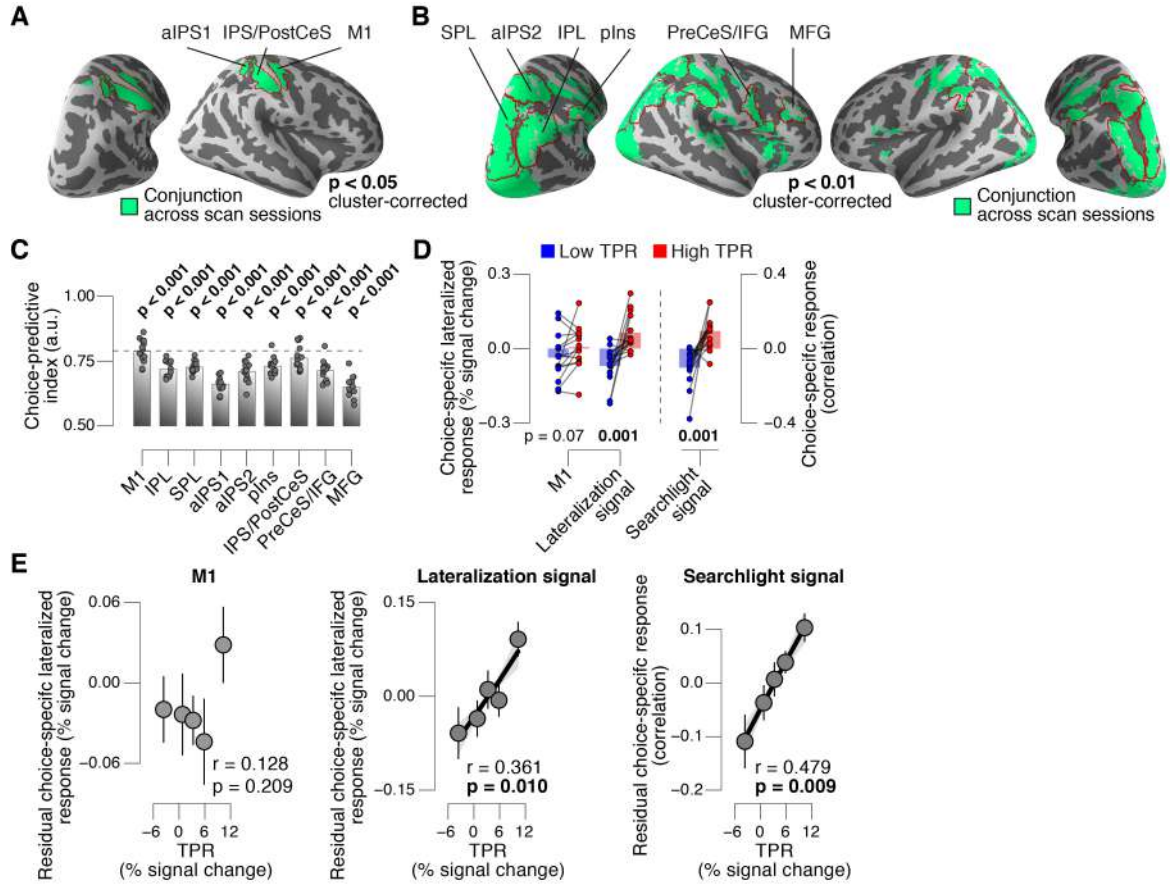 A
aIPS1 IPS/PostCeS M1
p < 0.05
cluster-corrected
Conjunction
across scan sessions
B
SPL aIPS2 IPL pIns PreCeS/IFG MFG
p < 0.01
cluster-corrected
Conjunction
across scan sessions
C
p < 0.001
p < 0.001
p < 0.001
p < 0.001
p < 0.001
p < 0.001
p < 0.001
p < 0.001
p < 0.001
Choice-predictive
index (a.u.)
1.00
0.75
0.50
M1
IPL
SPL
aIPS1
aIPS2
pIns
IPS/PostCeS
PreCeS/IFG
MFG
D
Low TPR High TPR
Choice-specifc lateralized
response (% signal change)
0.3
0.0
−0.3
p = 0.07 0.001 0.001
M1
Lateralization
signal
Searchlight
signal
0.4
0.0
−0.4
Choice-specifc response
(correlation)
E
M1
Residual choice-specifc lateralized
response (% signal change)
0.06
0.00
−0.06
r = 0.128
p = 0.209
−6 0 6 12
TPR
(% signal change)
Lateralization signal
Residual choice-specifc lateralized
response (% signal change)
0.15
0.00
−0.15
r = 0.361
p = 0.010
−6 0 6 12
TPR
(% signal change)
Searchlight signal
Residual choice-specifc response
(correlation)
0.1
0.0
−0.1
−0.2
r = 0.479
p = 0.009
−6 0 6 12
TPR
(% signal change)